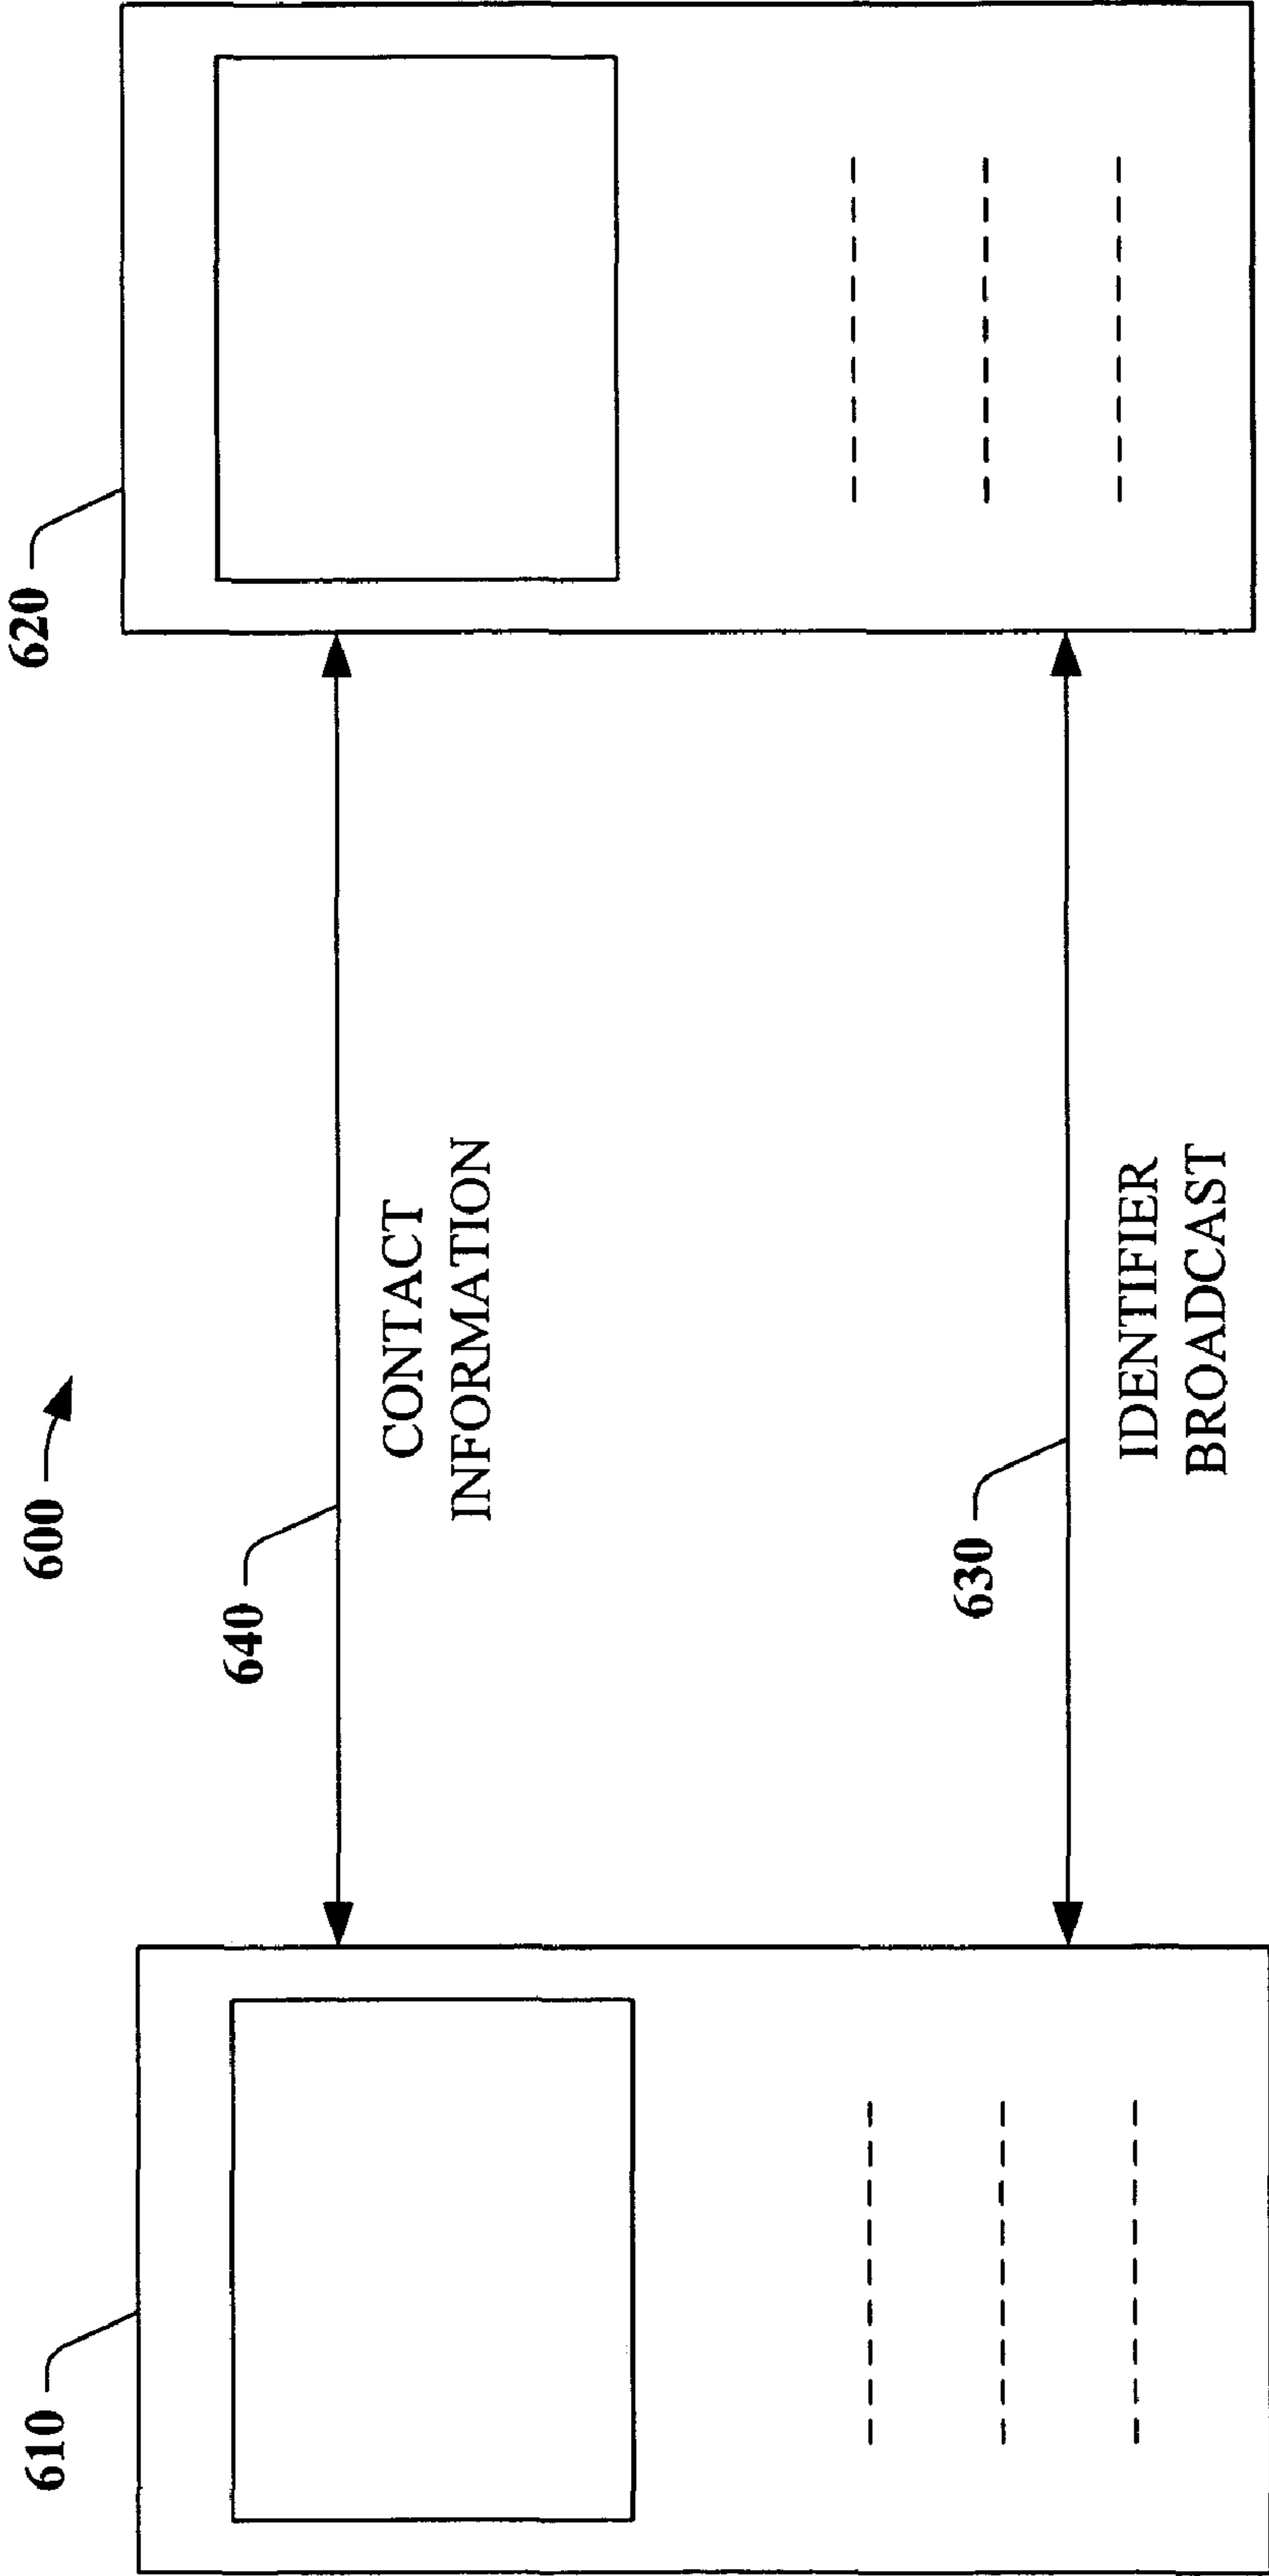 600
610
620
640
CONTACT
INFORMATION
630
IDENTIFIER
BROADCAST